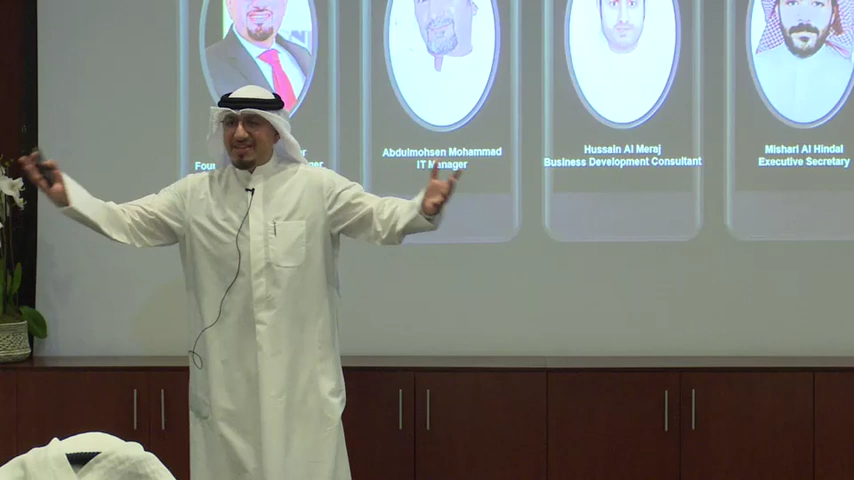 Abdulmohsen Mohammad
IT Manager
Hussain Al Meraj
Business Development Consultant
Mishari Al Hindal
Executive Secretary